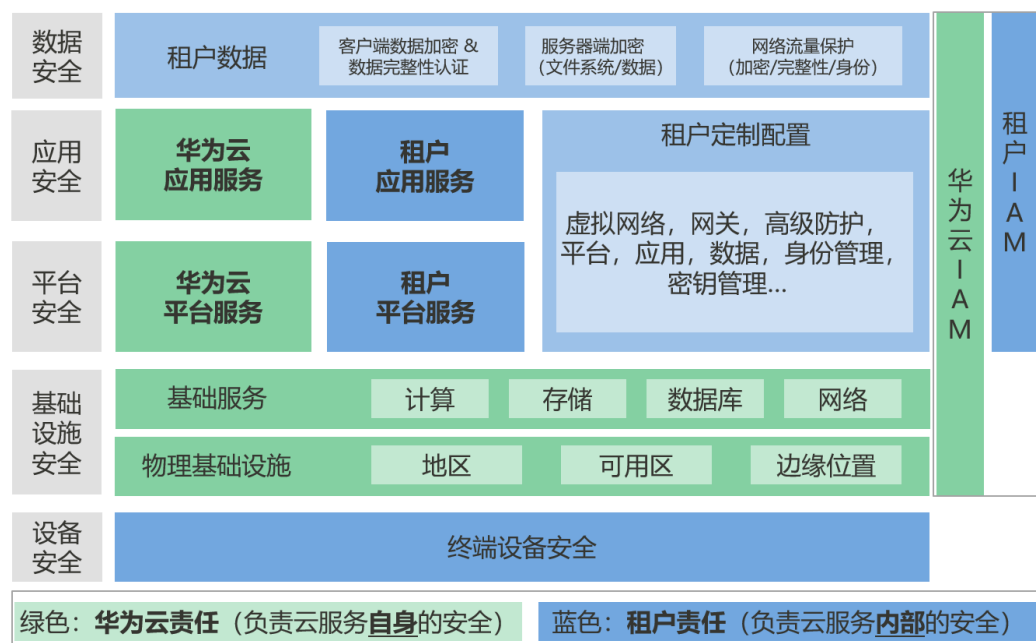 数据
安全
租户数据
客户端数据加密 &
数据完整性认证
服务器端加密
(文件系统/数据)
网络流量保护
(加密/完整性/身份)
应用
安全
华为云
应用服务
租户
应用服务
租户定制配置
虚拟网络，网关，高级防护，
平台，应用，数据，身份管理，
密钥管理...
平台
安全
华为云
平台服务
租户
平台服务
基础
设施
安全
基础服务
计算
存储
数据库
网络
物理基础设施
地区
可用区
边缘位置
设备
安全
终端设备安全
华为云IAM
租户IAM
绿色：华为云责任（负责云服务自身的安全）
蓝色：租户责任（负责云服务内部的安全）